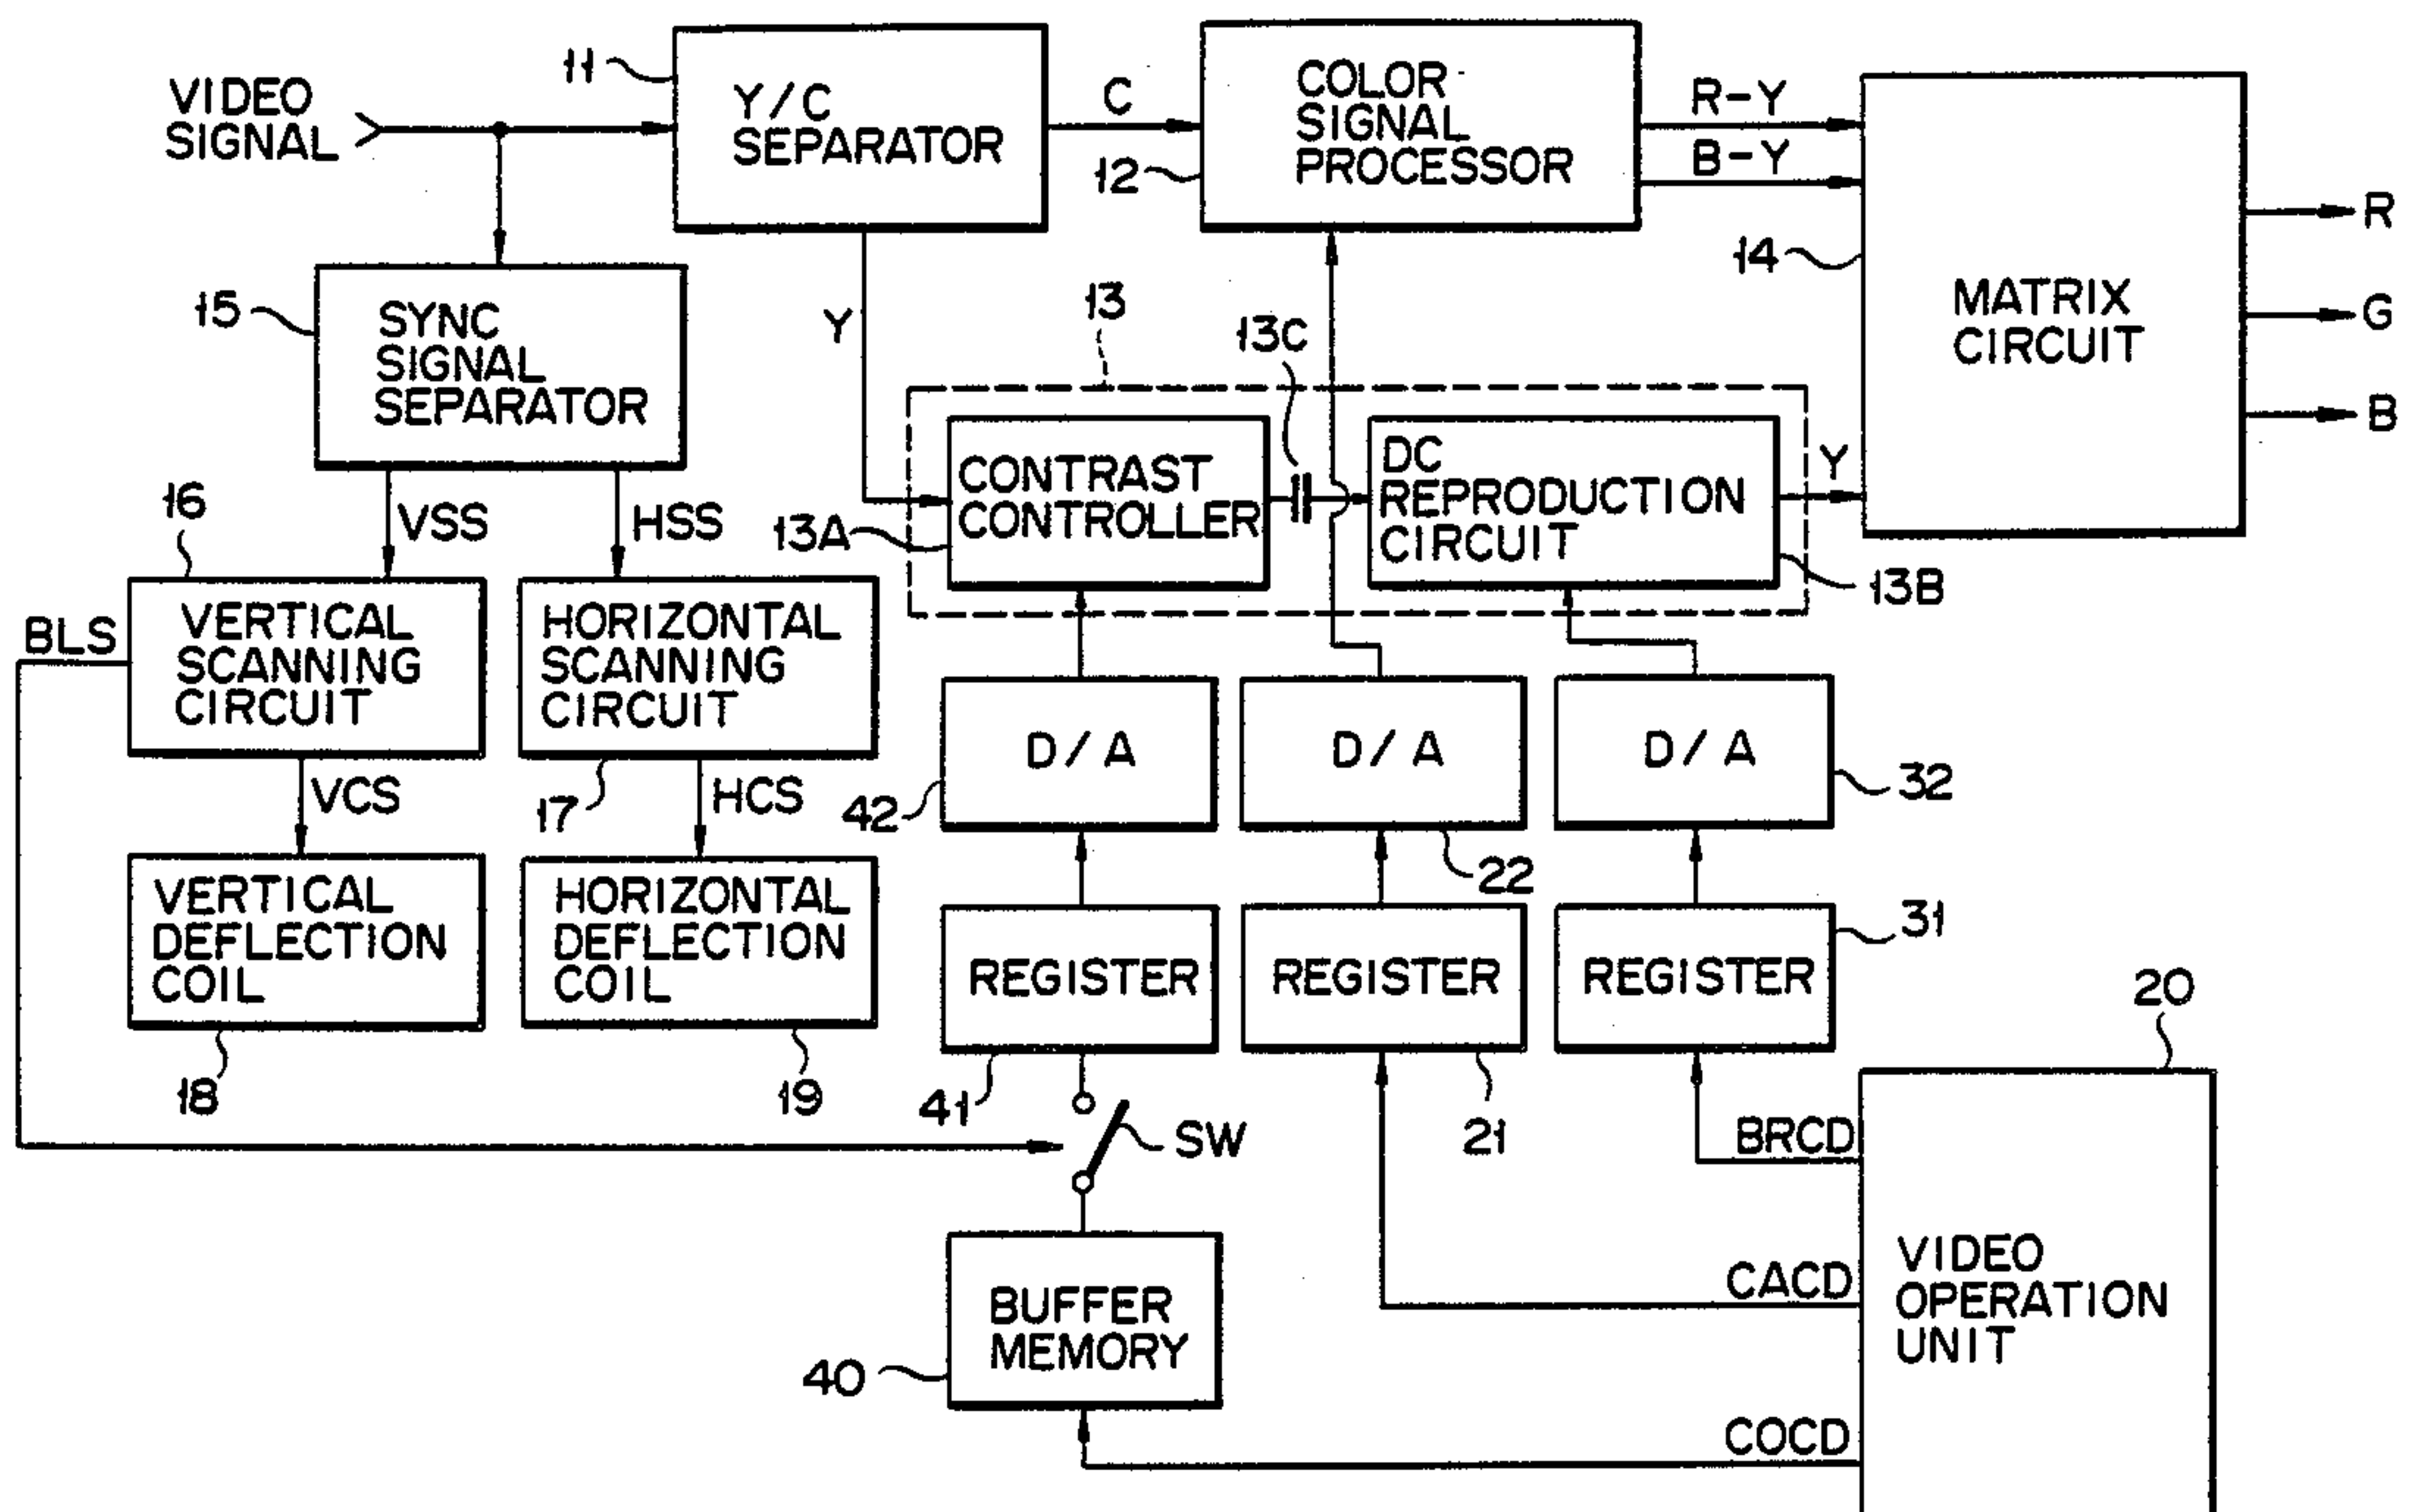 VIDEO
SIGNAL
11
Y/C
SEPARATOR
C
12
COLOR
SIGNAL
PROCESSOR
R-Y
B-Y
14
MATRIX
CIRCUIT
R
G
B
15
SYNC
SIGNAL
SEPARATOR
Y
13
13C
13A
CONTRAST
CONTROLLER
DC
REPRODUCTION
CIRCUIT
Y
13B
16
VSS
HSS
BLS
VERTICAL
SCANNING
CIRCUIT
HORIZONTAL
SCANNING
CIRCUIT
VCS
17
HCS
42
D/A
D/A
22
D/A
32
VERTICAL
DEFLECTION
COIL
18
HORIZONTAL
DEFLECTION
COIL
19
REGISTER
41
REGISTER
21
REGISTER
31
20
SW
BRCD
CACD
COCD
BUFFER
MEMORY
40
VIDEO
OPERATION
UNIT